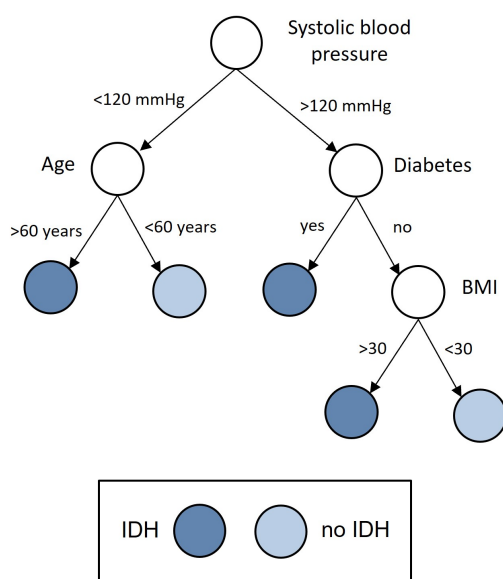 Systolic blood
pressure
<120 mmHg
>120 mmHg
Age
Diabetes
>60 years
<60 years
yes
no
BMI
>30
<30
IDH
no IDH